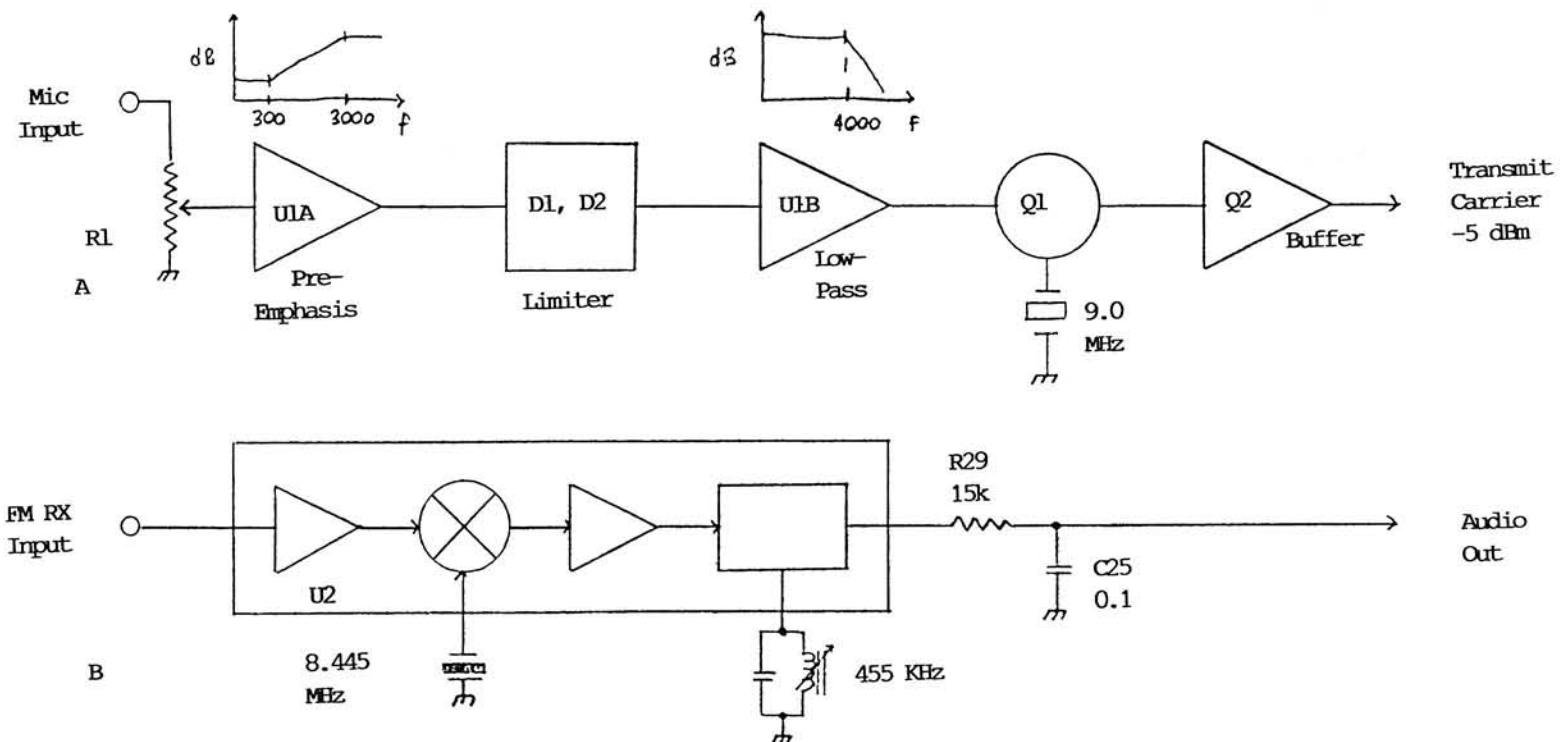 dB
300
3000
f
dB
4000
f
Mic
Input
R1
A
U1A
Pre-
Emphasis
D1, D2
Limiter
U1B
Low-
Pass
Q1
9.0
MHz
Q2
Buffer
Transmit
Carrier
-5 dBm
FM RX
Input
U2
B
8.445
MHz
455 KHz
R29
15k
C25
0.1
Audio
Out